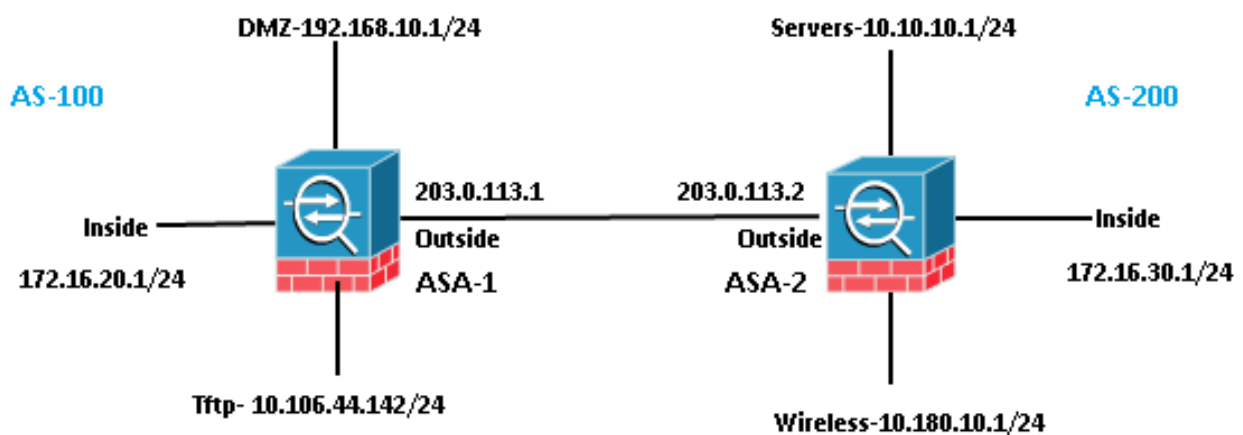 DMZ-192.168.10.1/24
Servers-10.10.10.1/24
AS-100
AS-200
203.0.113.1
203.0.113.2
Inside
Outside
Outside
Inside
172.16.20.1/24
ASA-1
ASA-2
172.16.30.1/24
Tftp- 10.106.44.142/24
Wireless-10.180.10.1/24